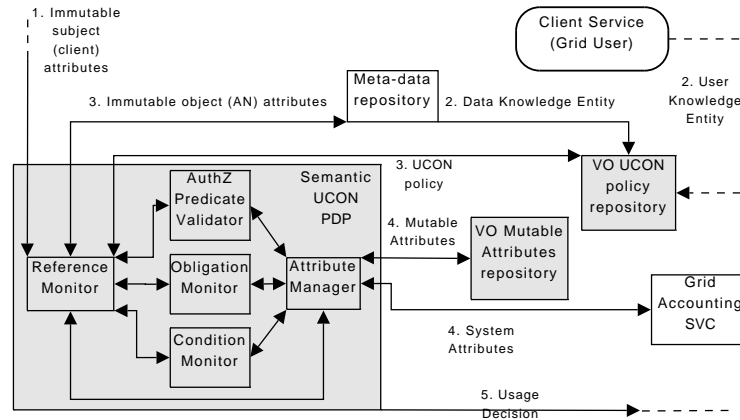 1. Immutable
subject
(client)
attributes
Client Service
(Grid User)
3. Immutable object (AN) attributes
Meta-data
repository
2. Data Knowledge Entity
2. User
Knowledge
Entity
3. UCON
policy
VO UCON
policy
repository
AuthZ
Predicate
Validator
Semantic
UCON
PDP
4. Mutable
Attributes
VO Mutable
Attributes
repository
Reference
Monitor
Obligation
Monitor
Attribute
Manager
Grid
Accounting
SVC
Condition
Monitor
4. System
Attributes
5. Usage
Decision